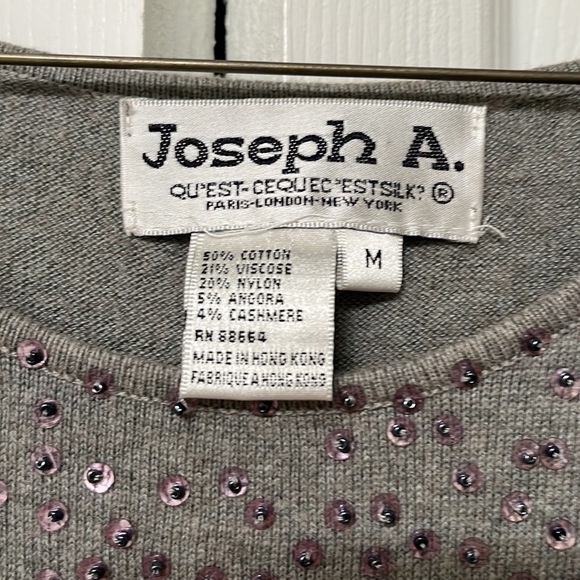 Joseph A.
QU'EST-CEQUEC'ESTSILK? ®
PARIS-LONDON-NEW YORK
50% COTTON
21% VISCOSE
20% NYLON
5% ANGORA
4% CASHMERE
RN 88664
MADE IN HONG KONG
FABRIQUE A HONG KONG
M